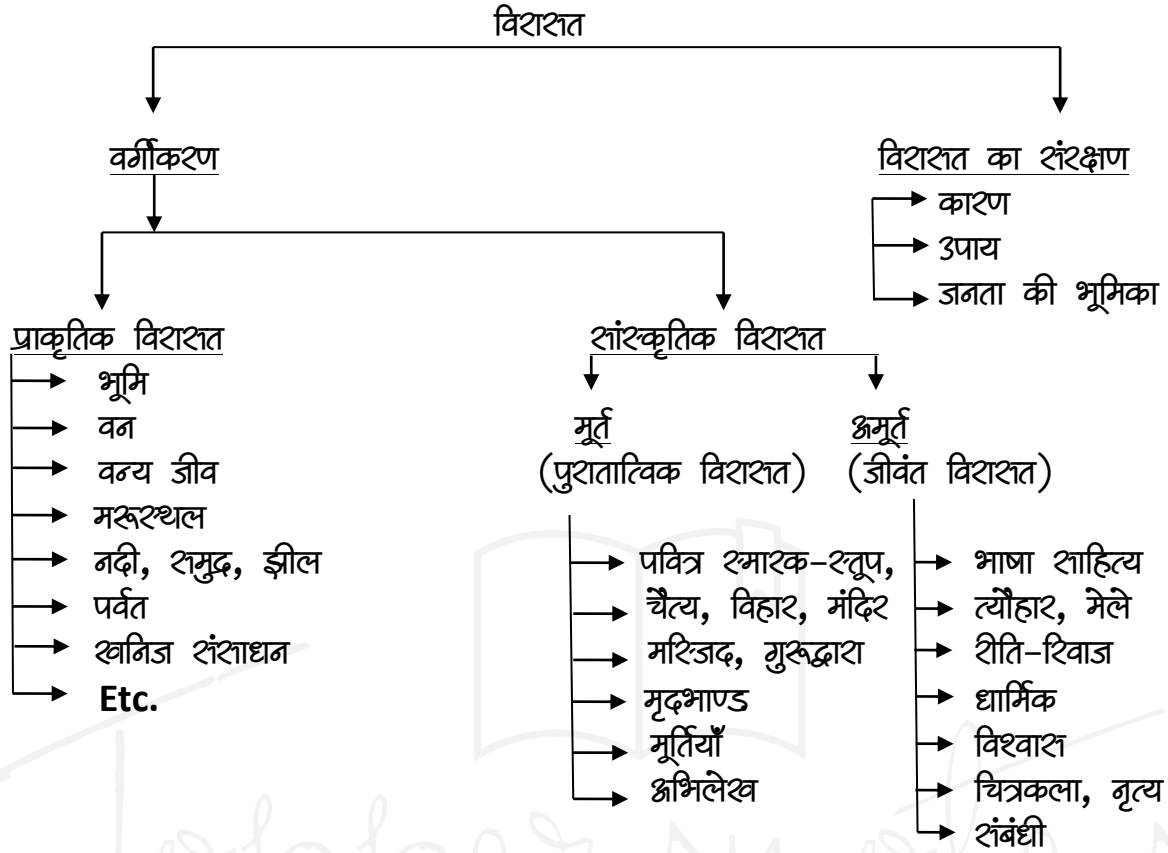 विरासत
वर्गीकरण
विरासत का संरक्षण
कारण
उपाय
जनता की भूमिका
प्राकृतिक विरासत
भूमि
वन
वन्य जीव
मरूस्थल
नदी, समुद्र, झील
पर्वत
खनिज संसाधन
Etc.
सांस्कृतिक विरासत
मूर्त
(पुरातात्विक विरासत)
पवित्र स्मारक-स्तूप,
चैत्य, विहार, मंदिर
मस्जिद, गुरूद्वारा
मृदभाण्ड
मूर्तियाँ
अभिलेख
अमूर्त
(जीवंत विरासत)
भाषा साहित्य
त्यौहार, मेले
रीति-रिवाज
धार्मिक
विश्वास
चित्रकला, नृत्य
संबंधी